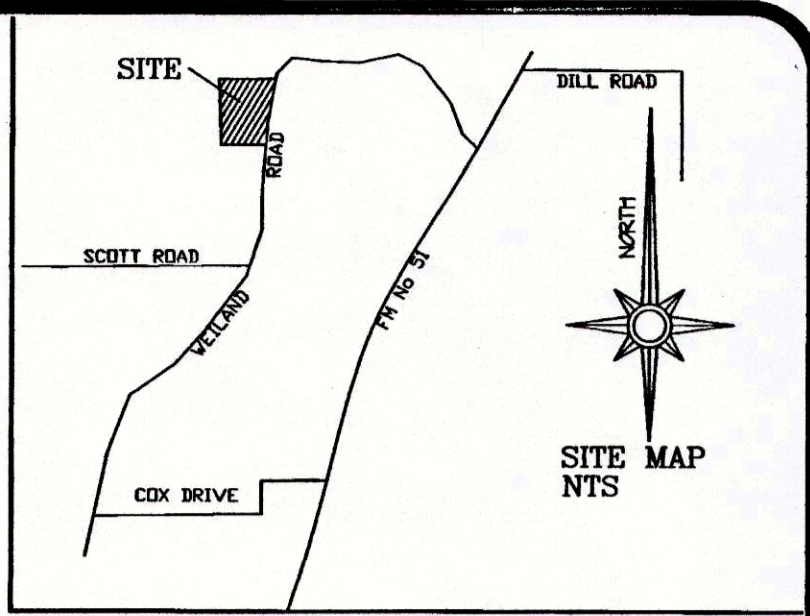 SITE
DILL ROAD
ROAD
NORTH
SCOTT ROAD
FM No 51
WEILAND
SITE MAP
NTS
COX DRIVE